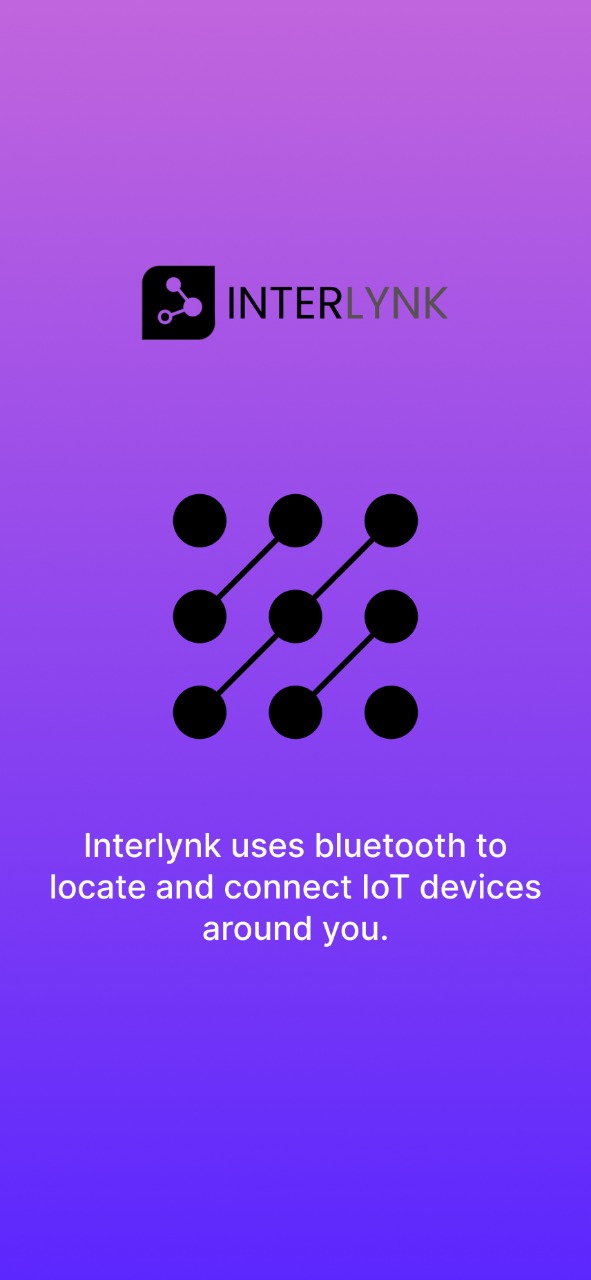 INTERLYNK
Interlynk uses bluetooth to
locate and connect IoT devices
around you.